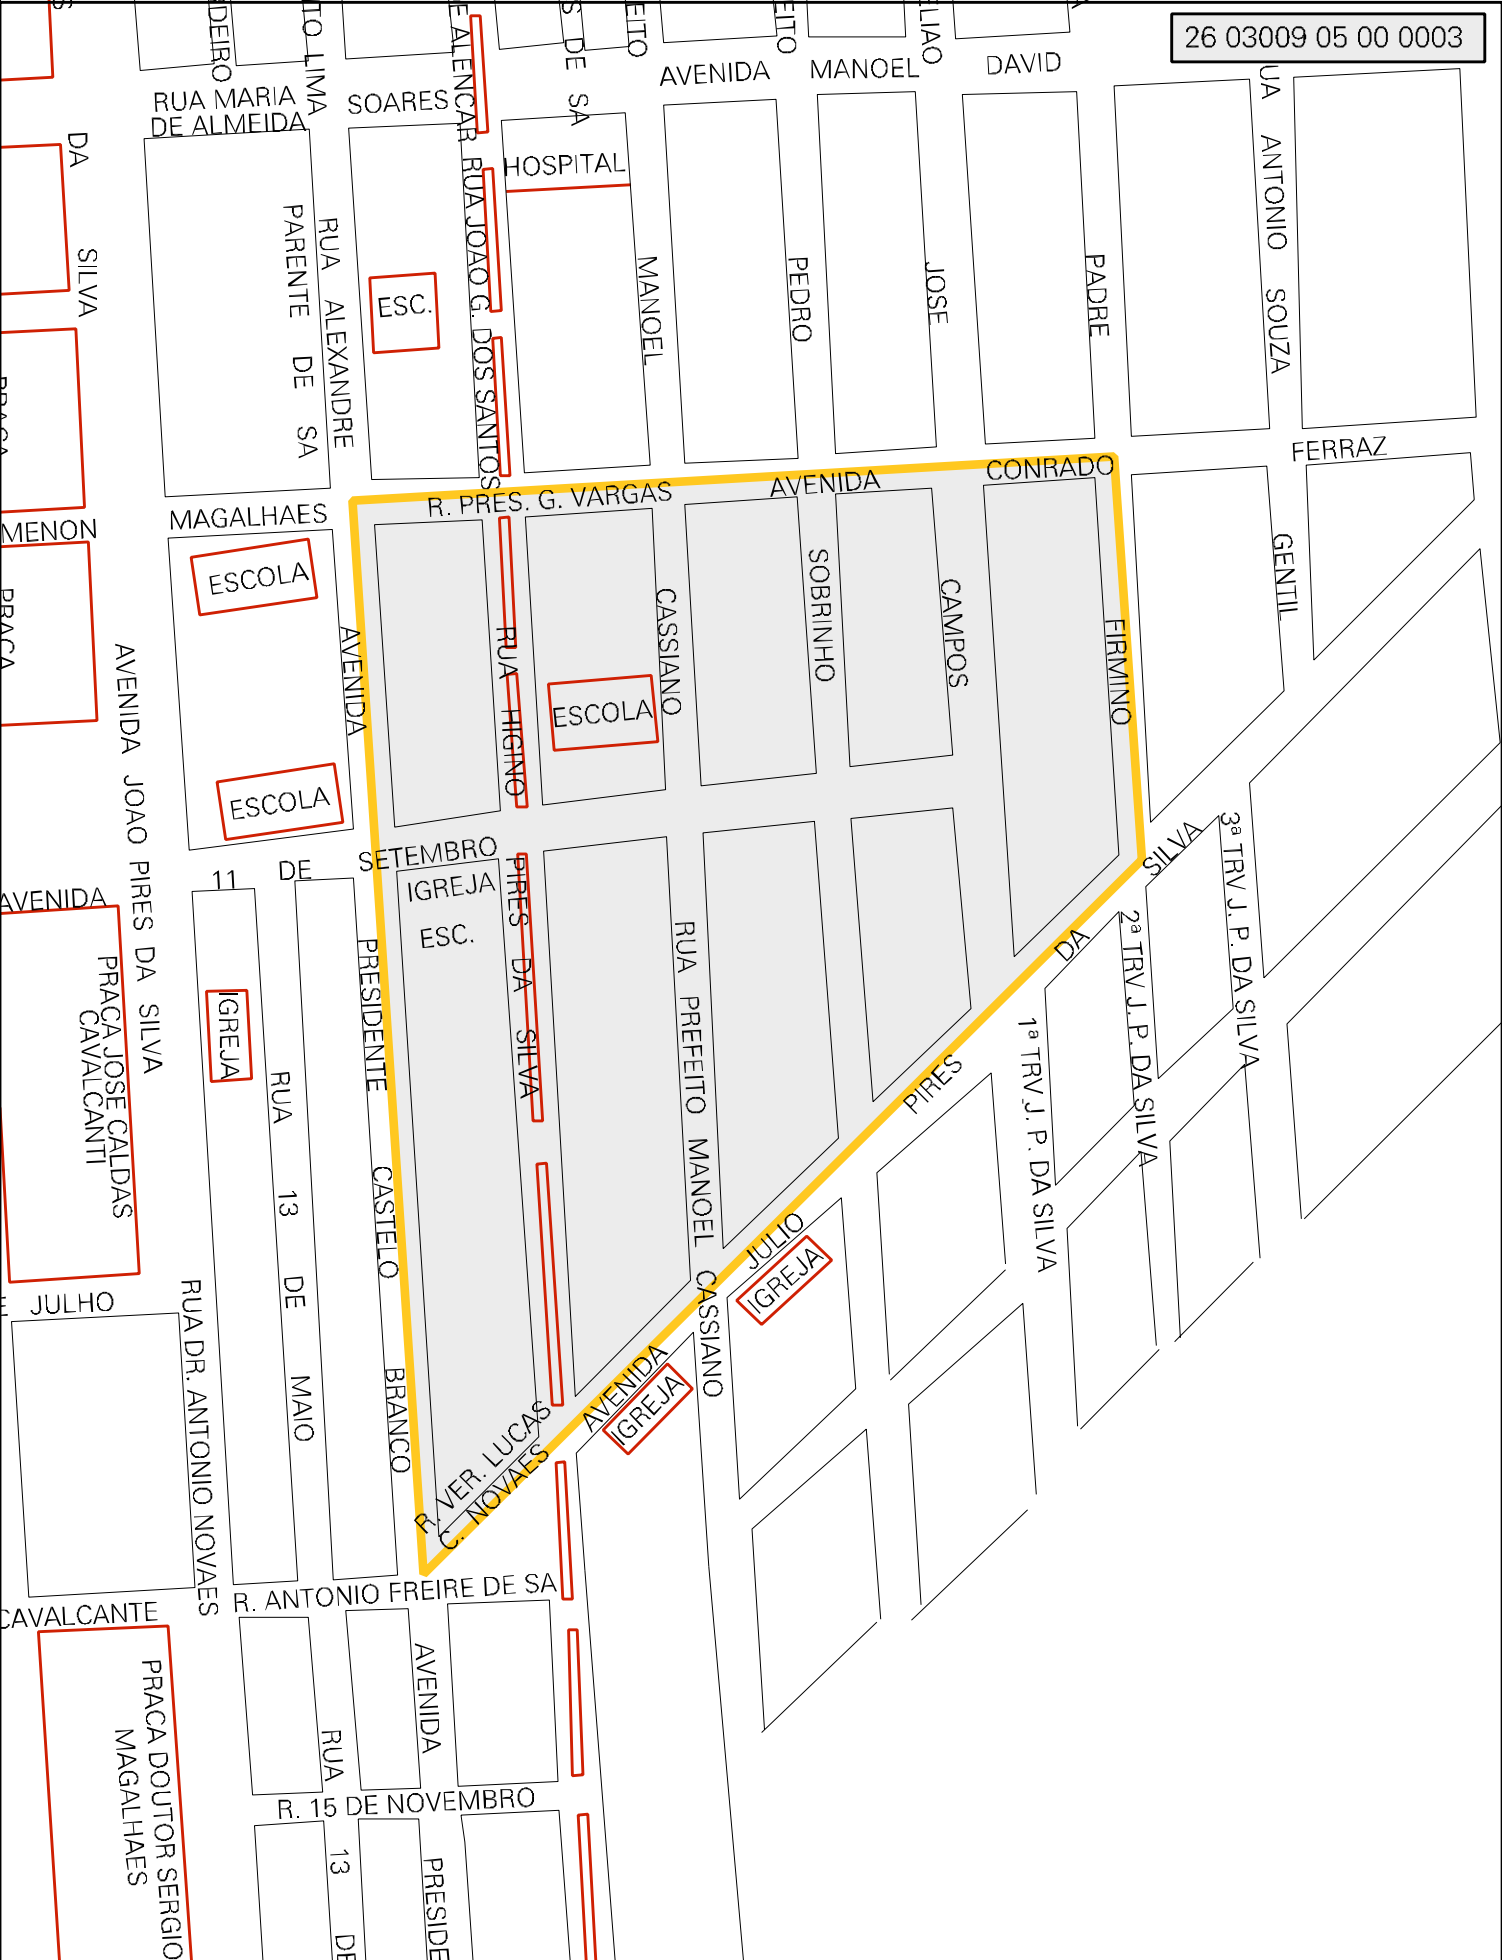 26 03009 05 00 0003
AVENIDA MANOEL DAVID
RUA MARIA SOARES
DE ALMEIDA
HOSPITAL
DA SILVA
PARENTE DE SA
RUA ALEXANDRE
RUA JOAO G. DOS SANTOS
DE SA
ESC.
MANOEL
PEDRO
JOSE
PADRE
ANTONIO SOUZA
MAGALHAES
R. PRES. G. VARGAS
AVENIDA
CONRADO
FERRAZ
MENON
ESCOLA
PRACA
AVENIDA JOAO PIRES DA SILVA
AVENIDA
RUA HIGINO
CASSIANO
SOBRINHO
CAMPOS
FIRMINO
GENTIL
ESCOLA
ESCOLA
11 DE SETEMBRO
IGREJA
ESC.
AVENIDA
PRACA JOSE CALDAS
CAVALCANTI
IGREJA
RUA 13 DE MAIO
PRESIDENTE CASTELO BRANCO
PIRES DA SILVA
RUA PREFEITO MANOEL CASSIANO
AVENIDA JULIO PIRES DA SILVA
1ª TRV J. P. DA SILVA
2ª TRV J. P. DA SILVA
3ª TRV J. P. DA SILVA
IGREJA
IGREJA
JULHO
RUA DR. ANTONIO NOVAES
R. VER. LUCAS
C. NOVAES
R. ANTONIO FREIRE DE SA
CAVALCANTE
PRACA DOUTOR SERGIO
MAGALHAES
RUA
AVENIDA
R. 15 DE NOVEMBRO
13